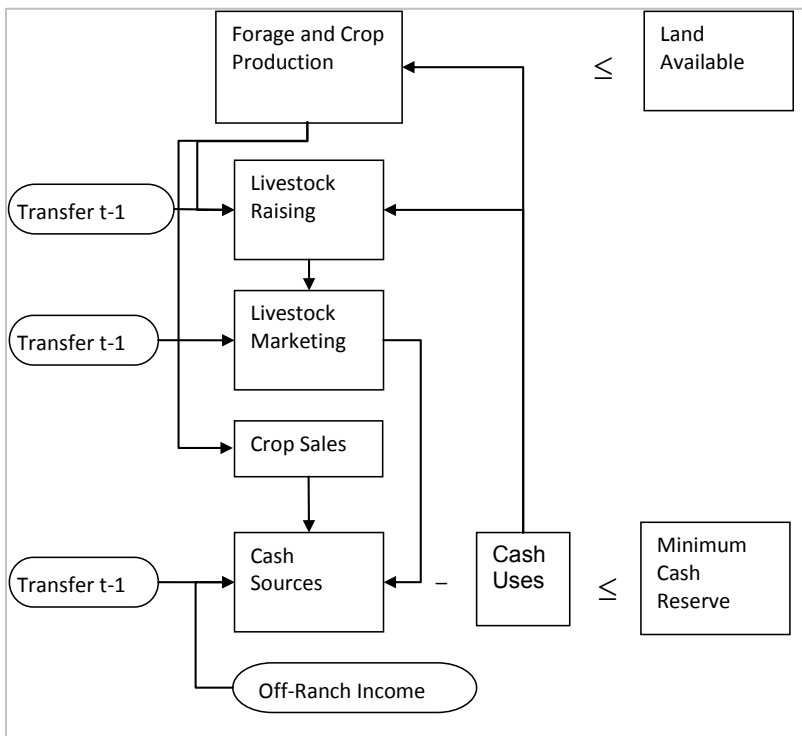 Forage and Crop
Production
≤
Land
Available
Transfer t-1
Livestock
Raising
Transfer t-1
Livestock
Marketing
Crop Sales
Transfer t-1
Cash
Sources
–
Cash
Uses
≤
Minimum
Cash
Reserve
Off-Ranch Income